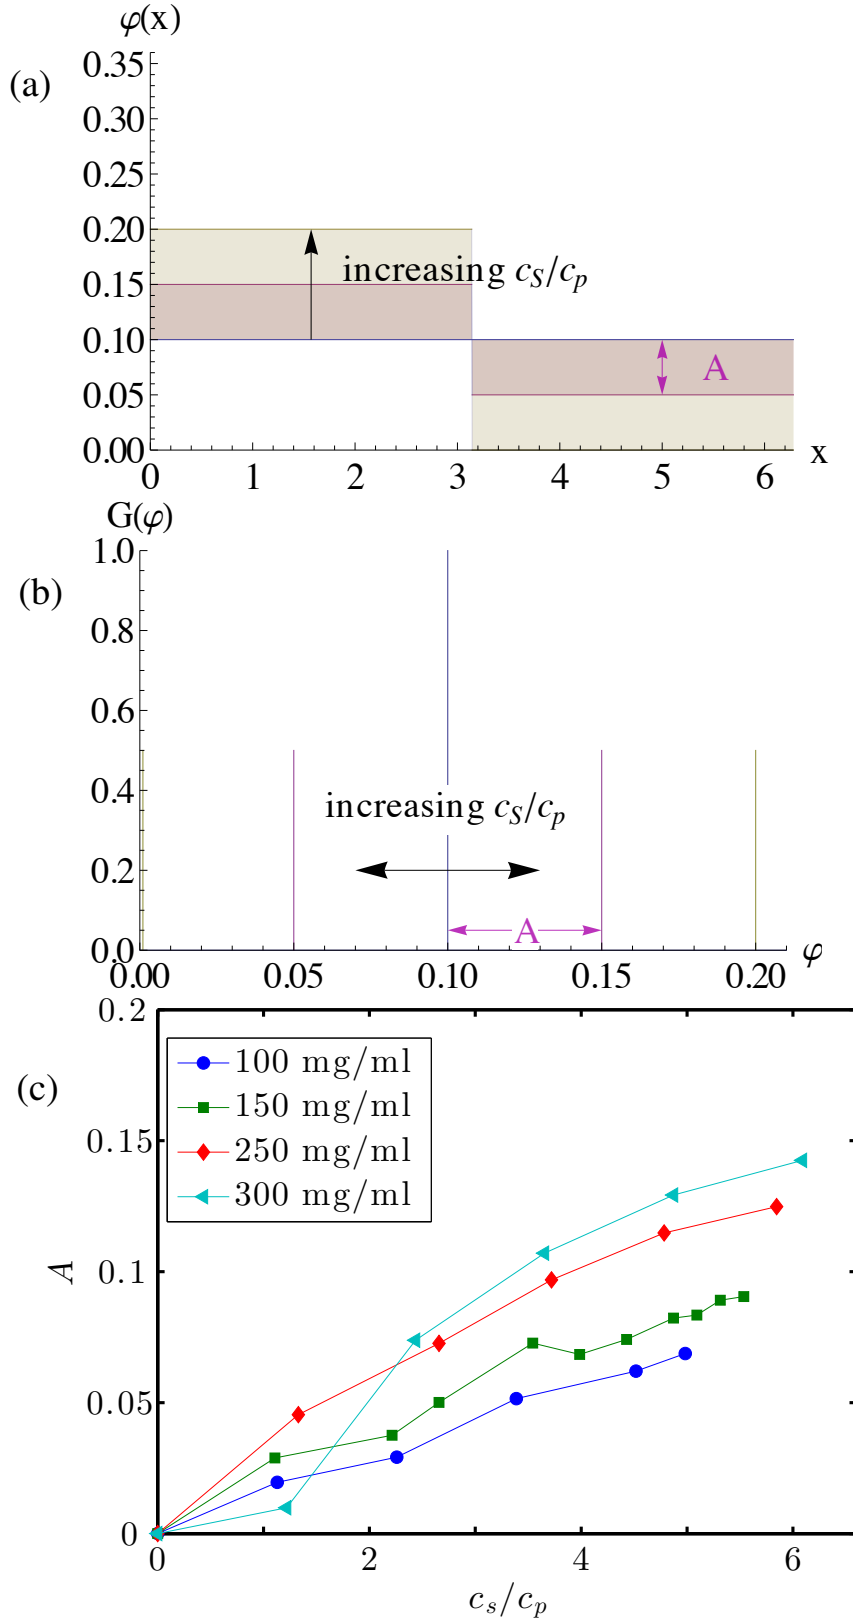 φ(x)
(a)
0.35
0.30
0.25
0.20
0.15
0.10
0.05
0.00
increasing c_S/c_p
A
0 1 2 3 4 5 6 x
G(φ)
(b)
1.0
0.8
0.6
0.4
0.2
0.0
increasing c_S/c_p
A
0.00 0.05 0.10 0.15 0.20 φ
(c)
0.2
0.15
0.1
0.05
0
A
100 mg/ml
150 mg/ml
250 mg/ml
300 mg/ml
0 2 4 6
c_s/c_p